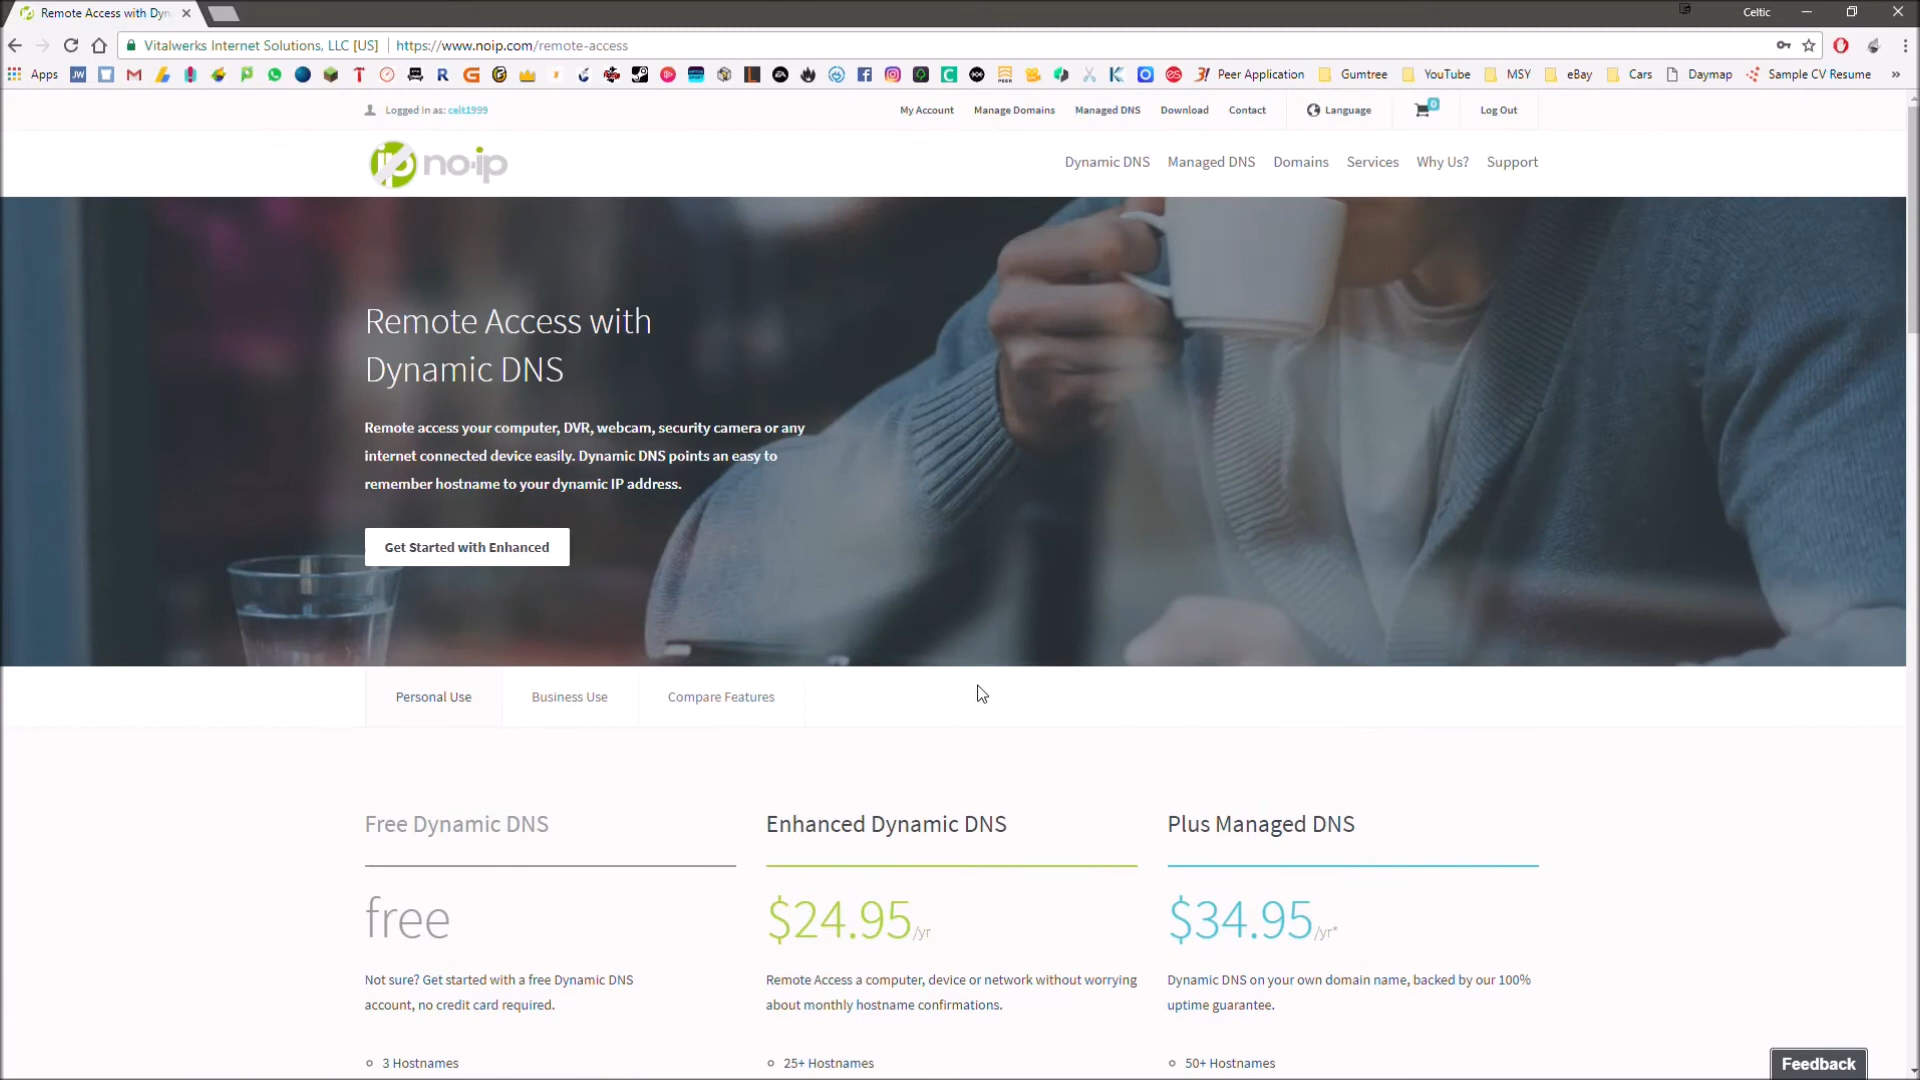 Remote Access with Dyn
Celtic
Vitalwerks Internet Solutions, LLC [US]
https://www.noip.com/remote-access
Apps
Peer Application
Gumtree
YouTube
MSY
eBay
Cars
Daymap
Sample CV Resume
Logged in as: celt1999
My Account
Manage Domains
Managed DNS
Download
Contact
Language
0
Log Out
no-ip
Dynamic DNS
Managed DNS
Domains
Services
Why Us?
Support
Remote Access with
Dynamic DNS
Remote access your computer, DVR, webcam, security camera or any
internet connected device easily. Dynamic DNS points an easy to
remember hostname to your dynamic IP address.
Get Started with Enhanced
Personal Use
Business Use
Compare Features
Free Dynamic DNS
free
Not sure? Get started with a free Dynamic DNS
account, no credit card required.
3 Hostnames
Enhanced Dynamic DNS
$24.95/yr
Remote Access a computer, device or network without worrying
about monthly hostname confirmations.
25+ Hostnames
Plus Managed DNS
$34.95/yr*
Dynamic DNS on your own domain name, backed by our 100%
uptime guarantee.
50+ Hostnames
Feedback